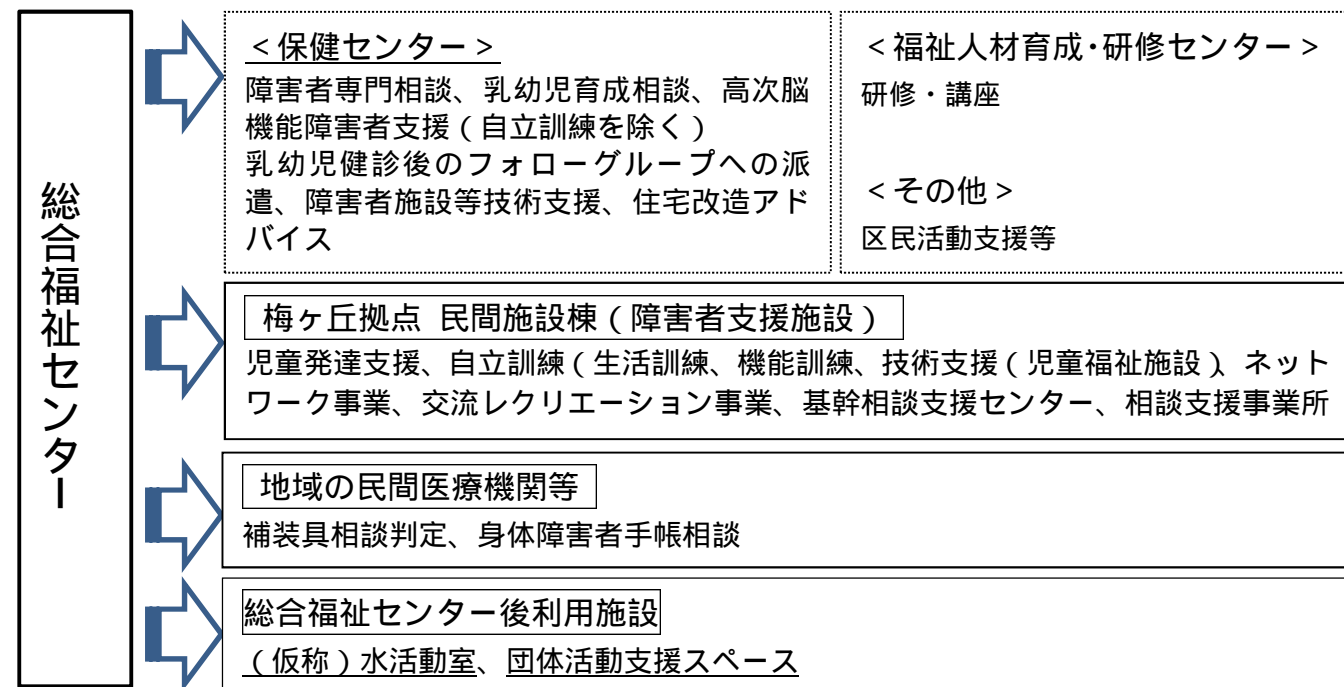 総合福祉センター
<保健センター>
障害者専門相談、乳幼児育成相談、高次脳
機能障害者支援(自立訓練を除く)
乳幼児健診後のフォローグループへの派
遣、障害者施設等技術支援、住宅改造アド
バイス
<福祉人材育成・研修センター>
研修・講座
<その他>
区民活動支援等
梅ヶ丘拠点 民間施設棟(障害者支援施設)
児童発達支援、自立訓練(生活訓練、機能訓練、技術支援(児童福祉施設)、ネット
ワーク事業、交流レクリエーション事業、基幹相談支援センター、相談支援事業所
地域の民間医療機関等
補装具相談判定、身体障害者手帳相談
総合福祉センター後利用施設
(仮称)水活動室、団体活動支援スペース